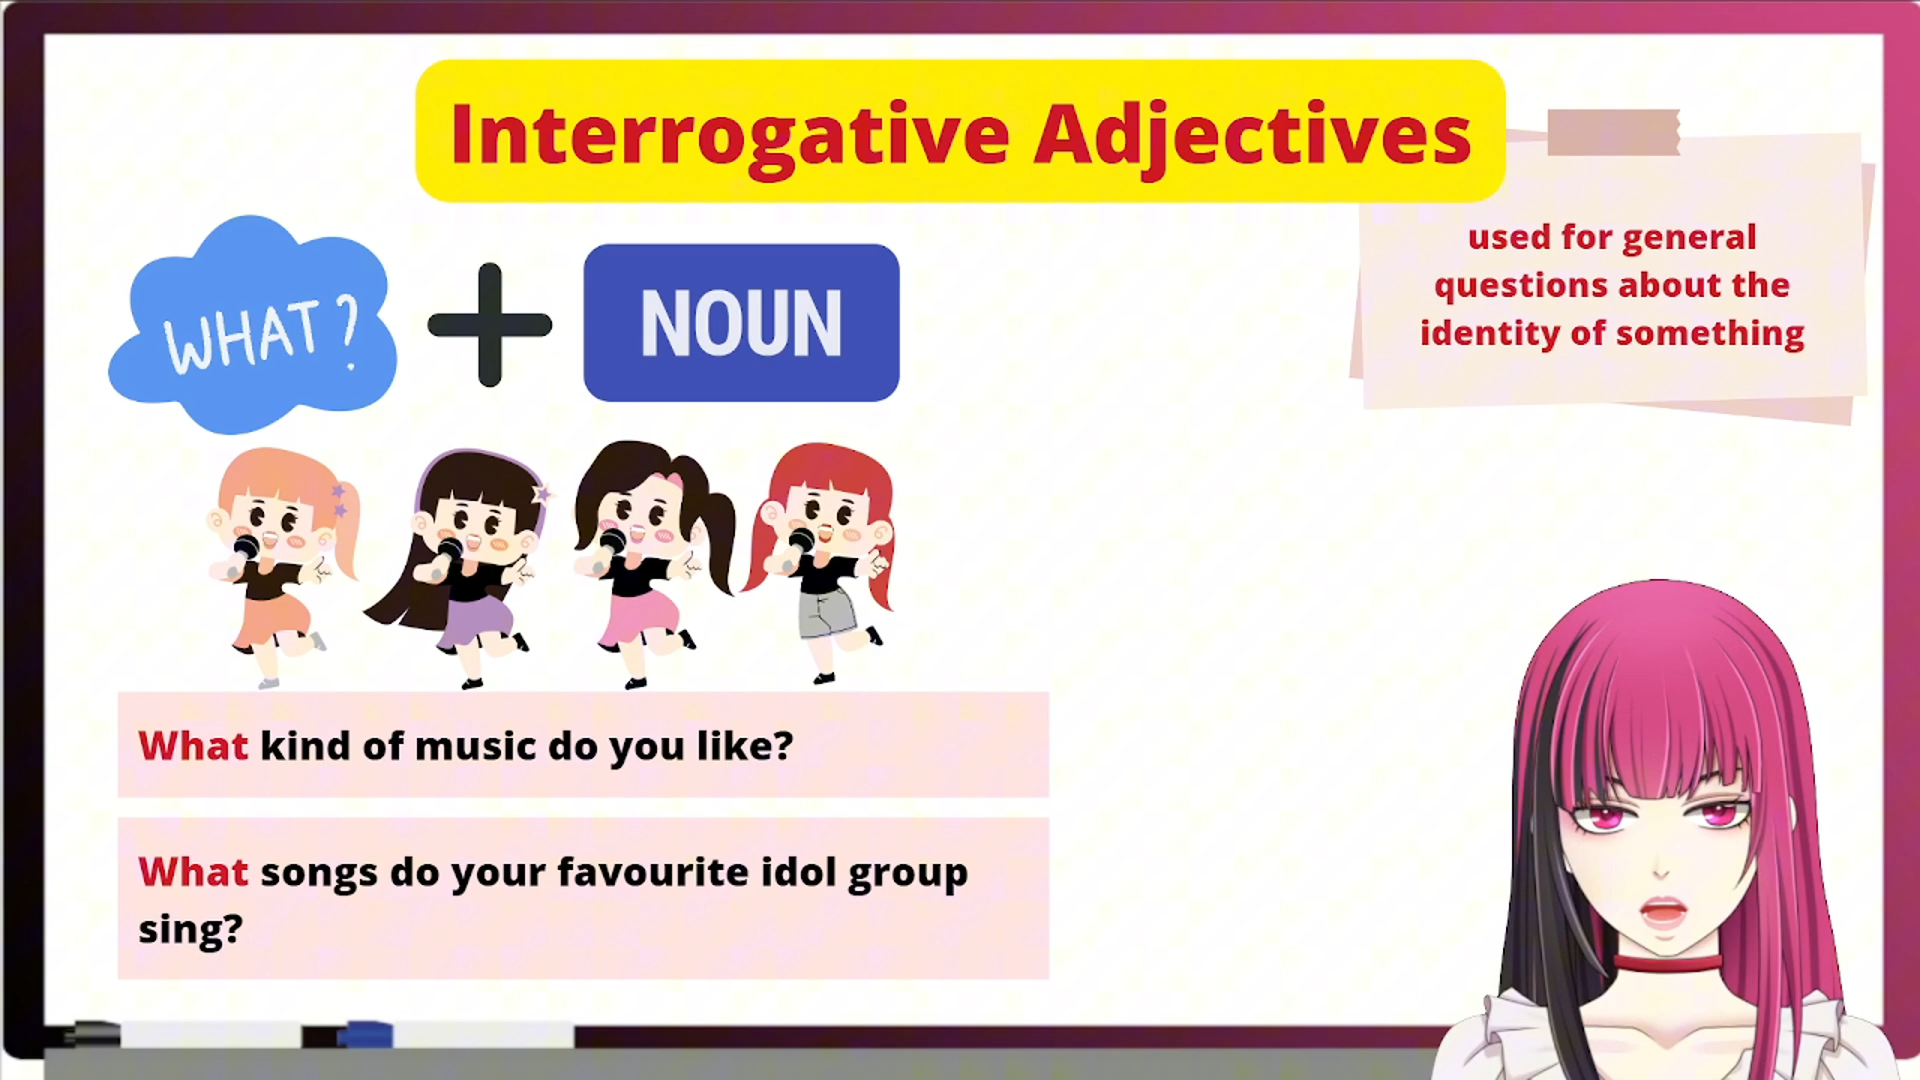 Interrogative Adjectives
WHAT?
NOUN
used for general
questions about the
identity of something
What kind of music do you like?
What songs do your favourite idol group
sing?